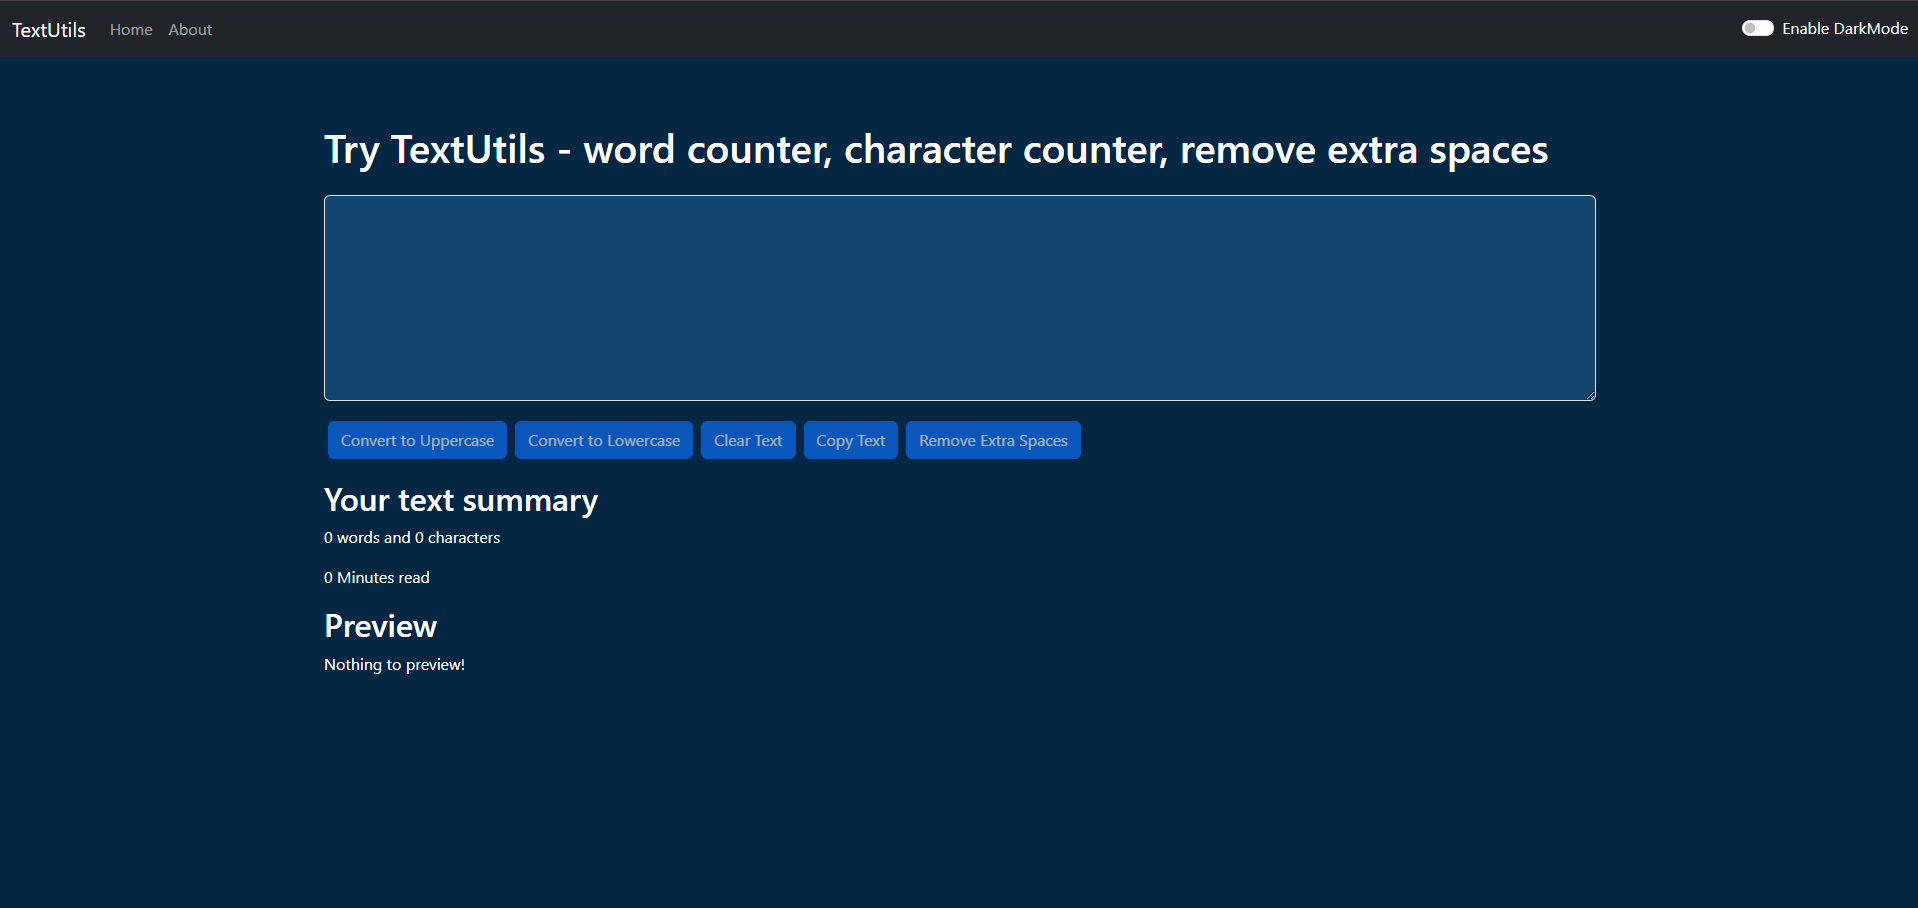 TextUtils Home About Enable DarkMode
Try TextUtils - word counter, character counter, remove extra spaces
Convert to Uppercase Convert to Lowercase Clear Text Copy Text Remove Extra Spaces
Your text summary
0 words and 0 characters
0 Minutes read
Preview
Nothing to preview!